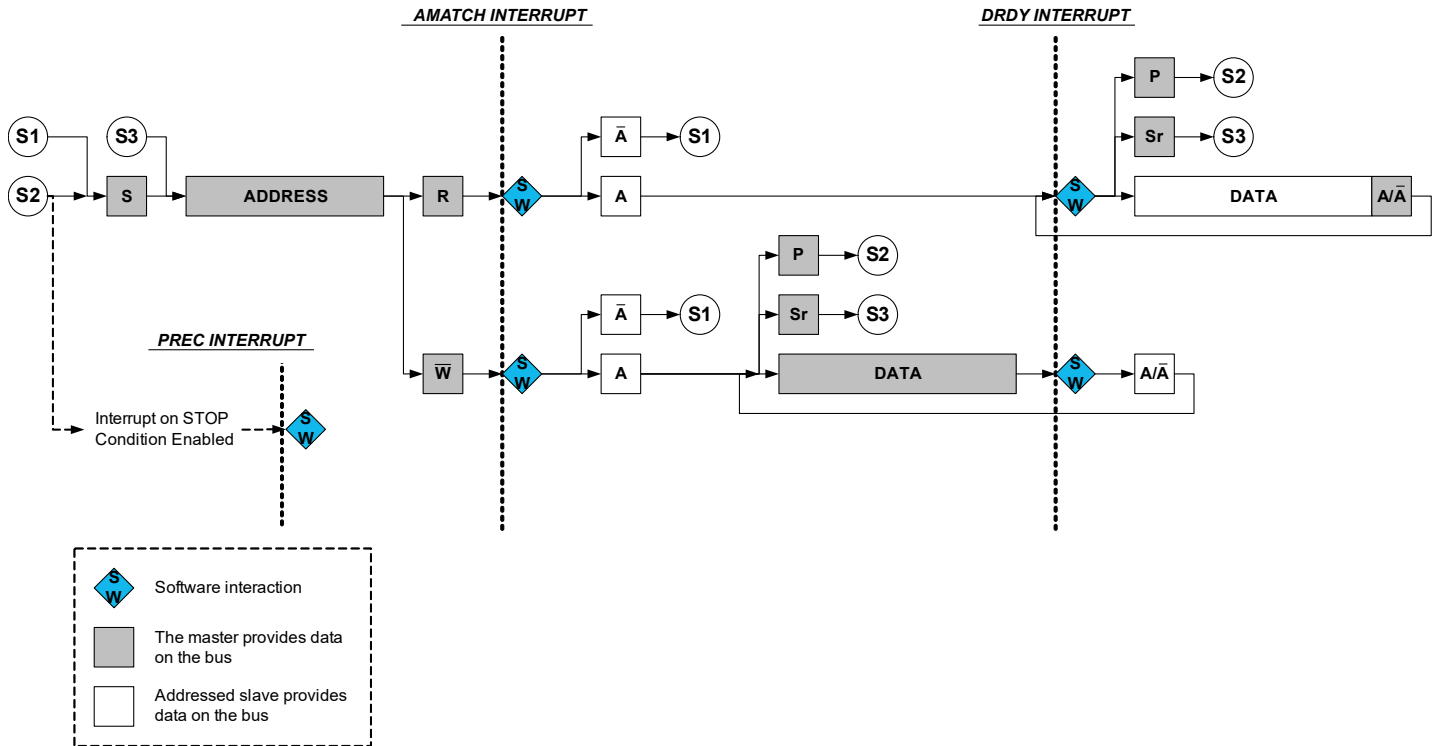 AMATCH INTERRUPT
DRDY INTERRUPT
P
S2
S1
S3
A̅
S1
Sr
S3
S2
S
ADDRESS
R
S
W
A
S
W
DATA
A/A̅
P
S2
A̅
S1
Sr
S3
PREC INTERRUPT
W̅
S
W
A
DATA
S
W
A/A̅
Interrupt on STOP
Condition Enabled
S
W
S
W
Software interaction
The master provides data
on the bus
Addressed slave provides
data on the bus